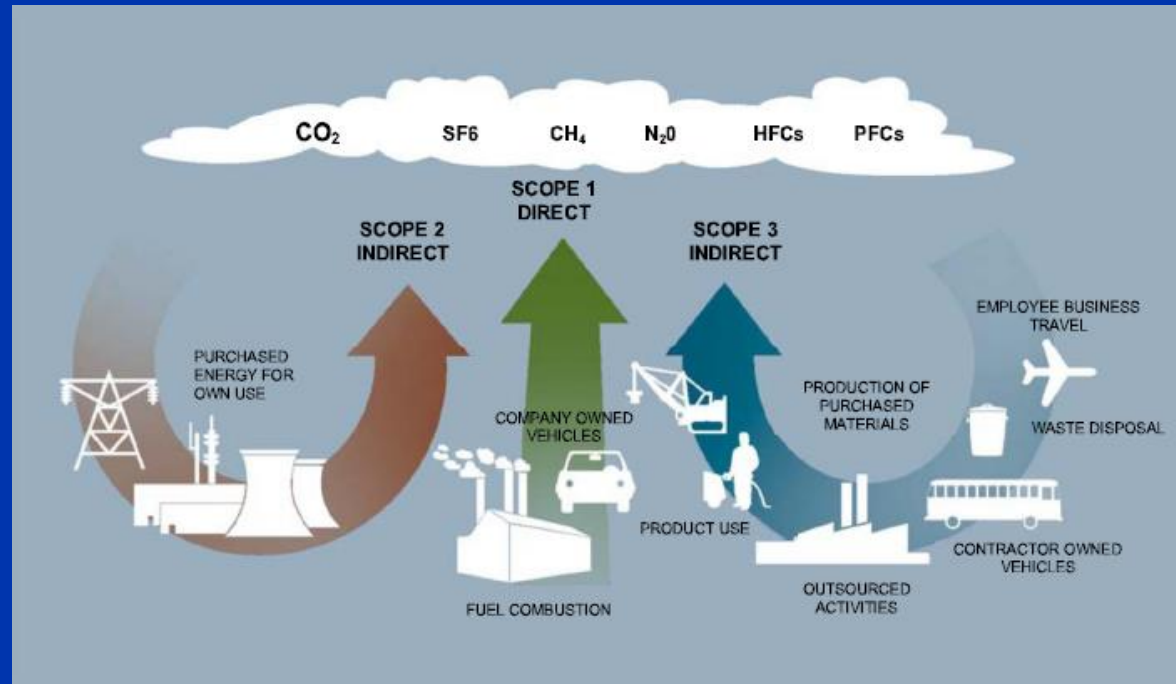 CO₂ SF6 CH₄ N₂0 HFCs PFCs
SCOPE 1
DIRECT
SCOPE 2
INDIRECT
SCOPE 3
INDIRECT
PURCHASED
ENERGY FOR
OWN USE
COMPANY OWNED
VEHICLES
FUEL COMBUSTION
PRODUCT USE
PRODUCTION OF
PURCHASED
MATERIALS
OUTSOURCED
ACTIVITIES
EMPLOYEE BUSINESS
TRAVEL
WASTE DISPOSAL
CONTRACTOR OWNED
VEHICLES